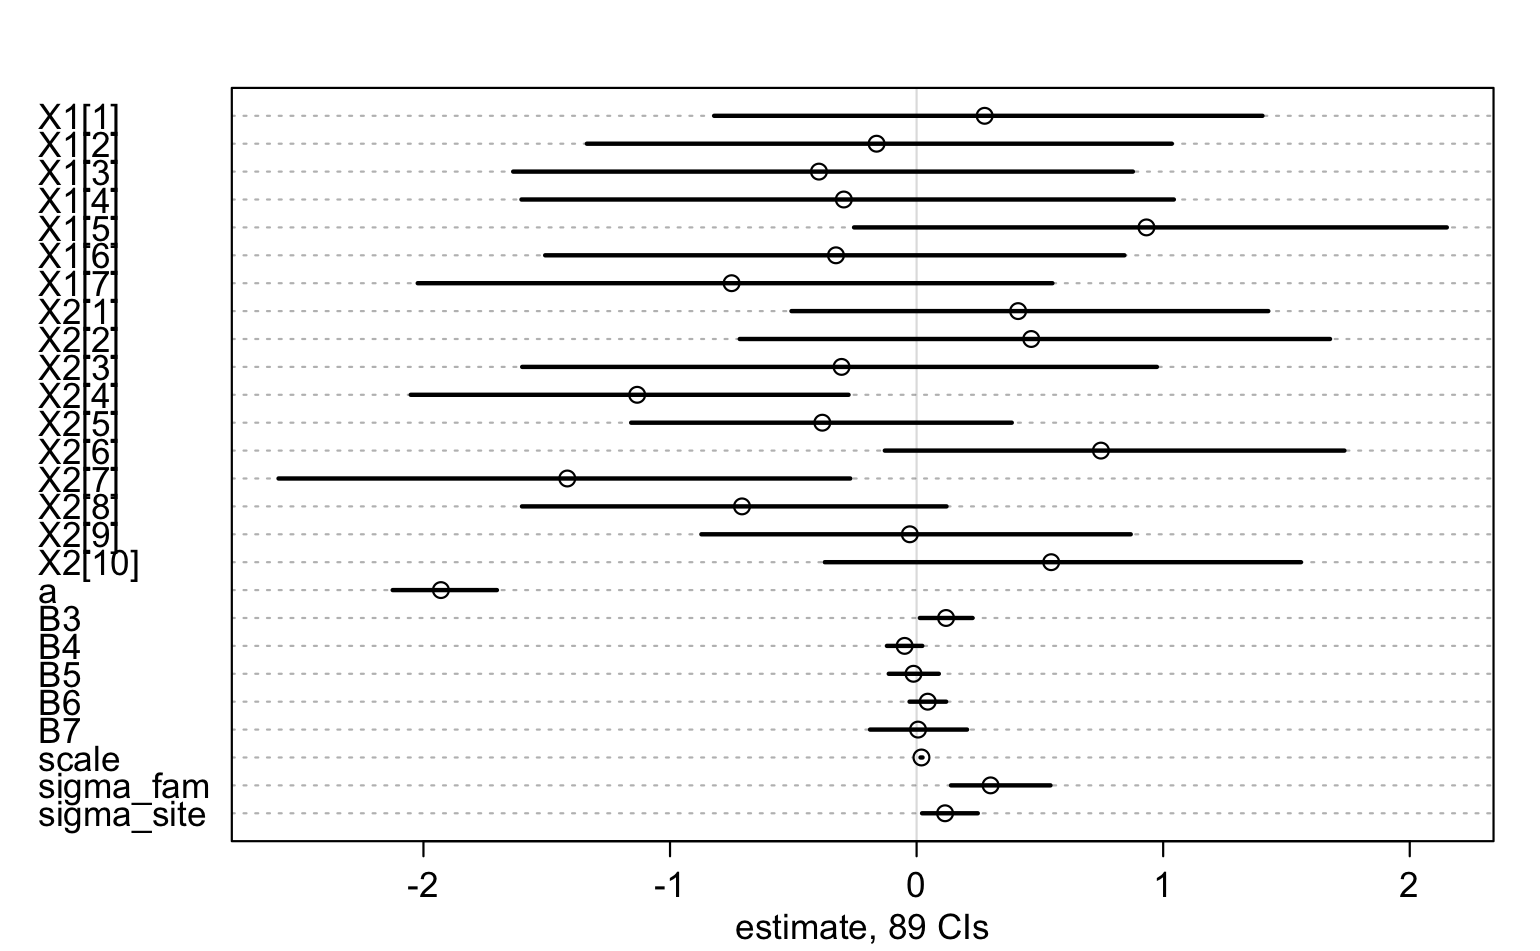 X1[1]
X1[2]
X1[3]
X1[4]
X1[5]
X1[6]
X1[7]
X2[1]
X2[2]
X2[3]
X2[4]
X2[5]
X2[6]
X2[7]
X2[8]
X2[9]
X2[10]
a
B3
B4
B5
B6
B7
scale
sigma_fam
sigma_site
-2 -1 0 1 2
estimate, 89 CIs